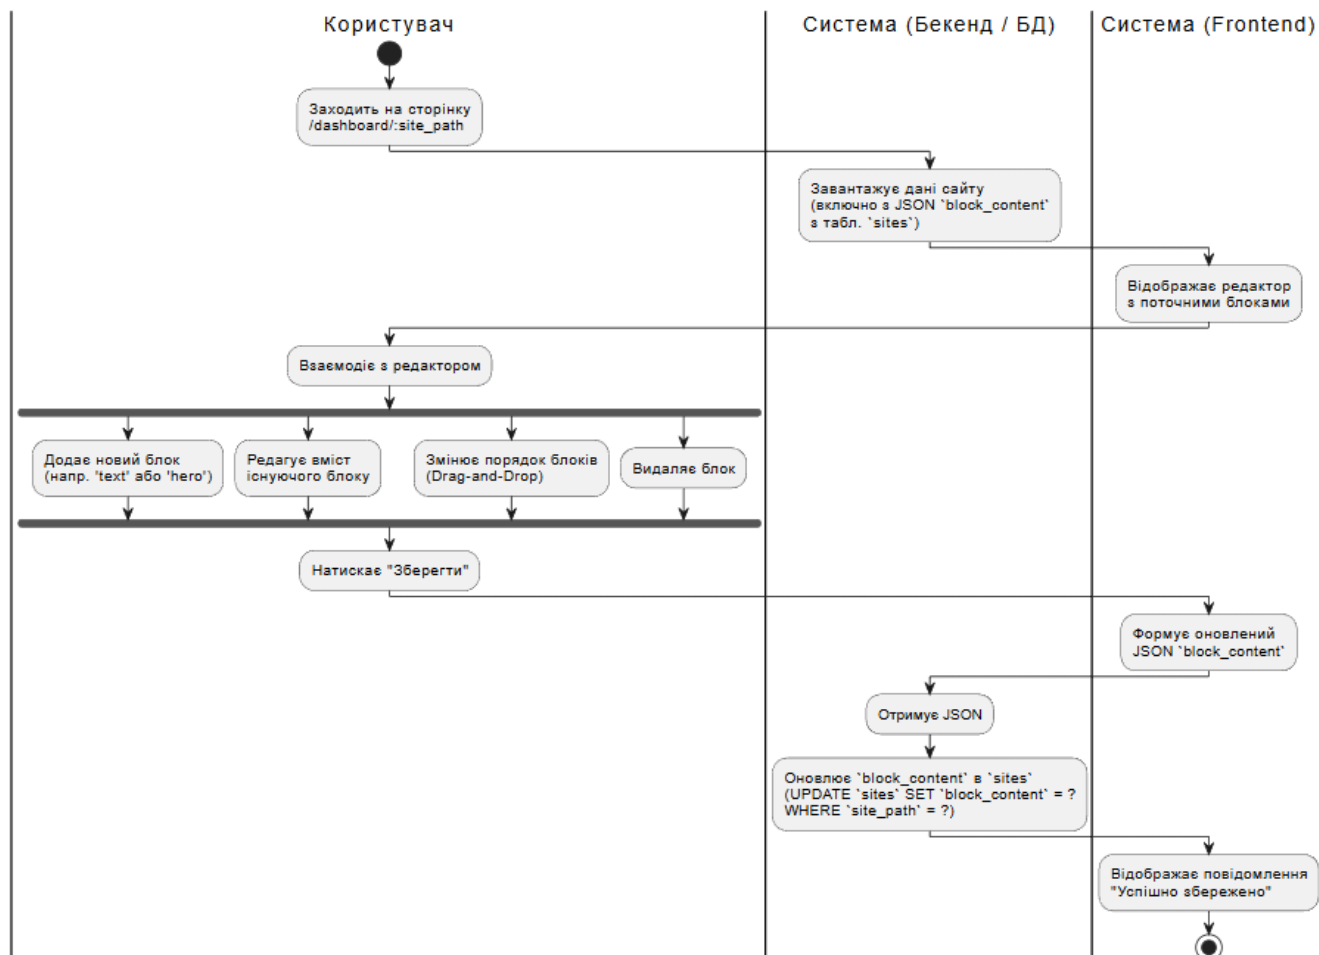 Користувач
Система (Бекенд / БД)
Система (Frontend)
Заходить на сторінку
/dashboard/:site_path
Завантажує дані сайту
(включно з JSON `block_content`
з табл. `sites`)
Відображає редактор
з поточними блоками
Взаємодіє з редактором
Додає новий блок
(напр. 'text' або 'hero')
Редагує вміст
існуючого блоку
Змінює порядок блоків
(Drag-and-Drop)
Видаляє блок
Натискає "Зберегти"
Формує оновлений
JSON `block_content`
Отримує JSON
Оновлює `block_content` в `sites`
(UPDATE `sites` SET `block_content` = ?
WHERE `site_path` = ?)
Відображає повідомлення
"Успішно збережено"